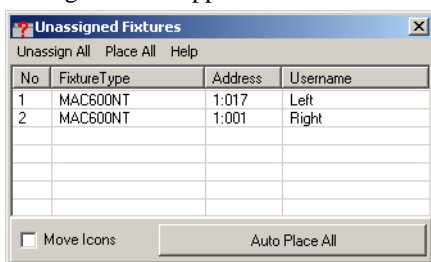 Unassigned Fixtures
Unassign All Place All Help
No FixtureType Address Username
1 MAC600NT 1:017 Left
2 MAC600NT 1:001 Right
Move Icons Auto Place All